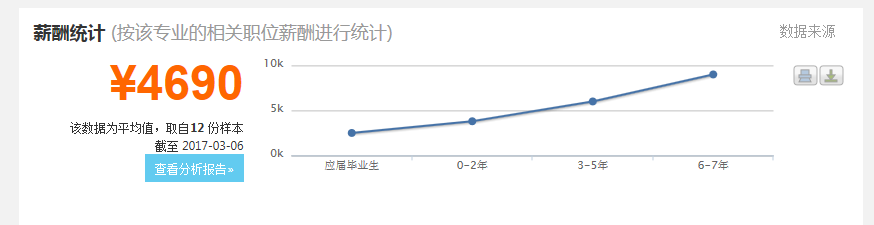 薪酬统计 (按该专业的相关职位薪酬进行统计)
数据来源
¥4690
该数据为平均值，取自12 份样本
截至 2017-03-06
查看分析报告»
10k
5k
0k
应届毕业生
0-2年
3-5年
6-7年